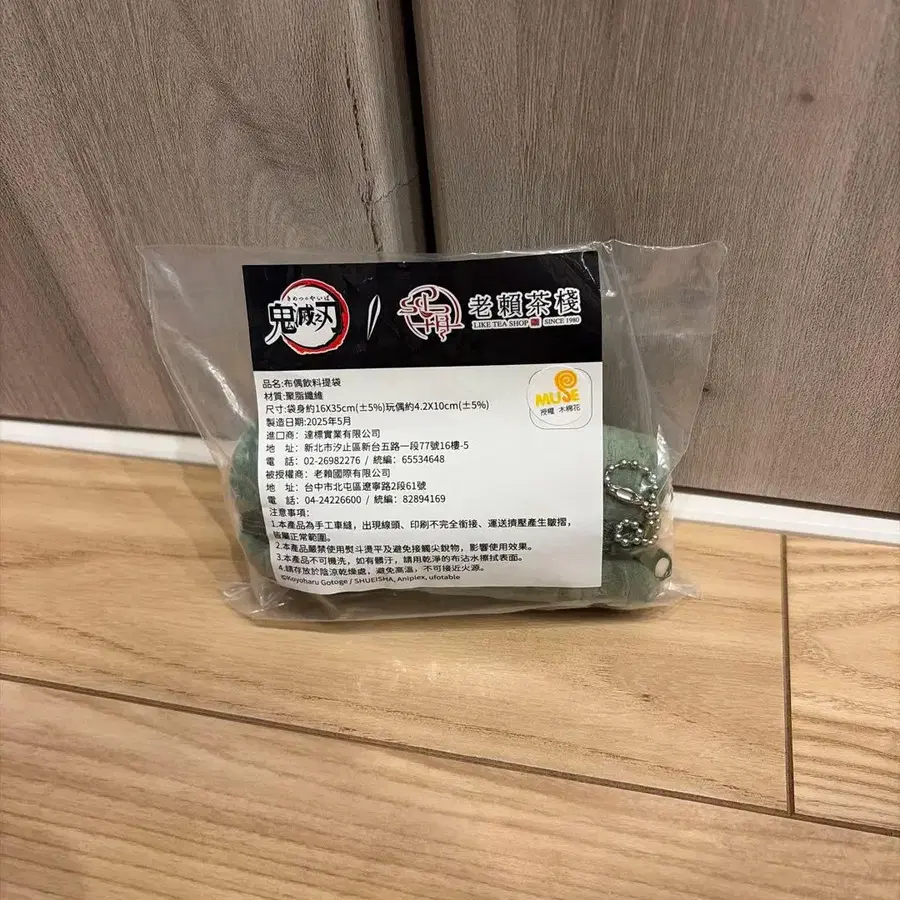 きめつのやいば
鬼滅之刃
老賴茶棧
LIKE TEA SHOP SINCE 1980
MUSE
授權 木棉花
品名:布偶飲料提袋
材質:聚脂纖維
尺寸:袋身約16X35cm(±5%)玩偶約4.2X10cm(±5%)
製造日期:2025年5月
進口商：達標實業有限公司
地 址：新北市汐止區新台五路一段77號16樓-5
電 話：02-26982276 / 統編：65534648
被授權商：老賴國際有限公司
地 址：台中市北屯區遼寧路2段61號
電 話：04-24226600 / 統編：82894169
注意事項：
1.本產品為手工車縫，出現線頭、印刷不完全銜接、運送擠壓產生皺摺，
皆屬正常範圍。
2.本產品嚴禁使用熨斗燙平及避免接觸尖銳物，影響使用效果。
3.本產品不可機洗，如有髒汙，請用乾淨的布沾水擦拭表面。
4.請存放於陰涼乾燥處，避免高溫，不可接近火源。
©Koyoharu Gotoge / SHUEISHA, Aniplex, ufotable